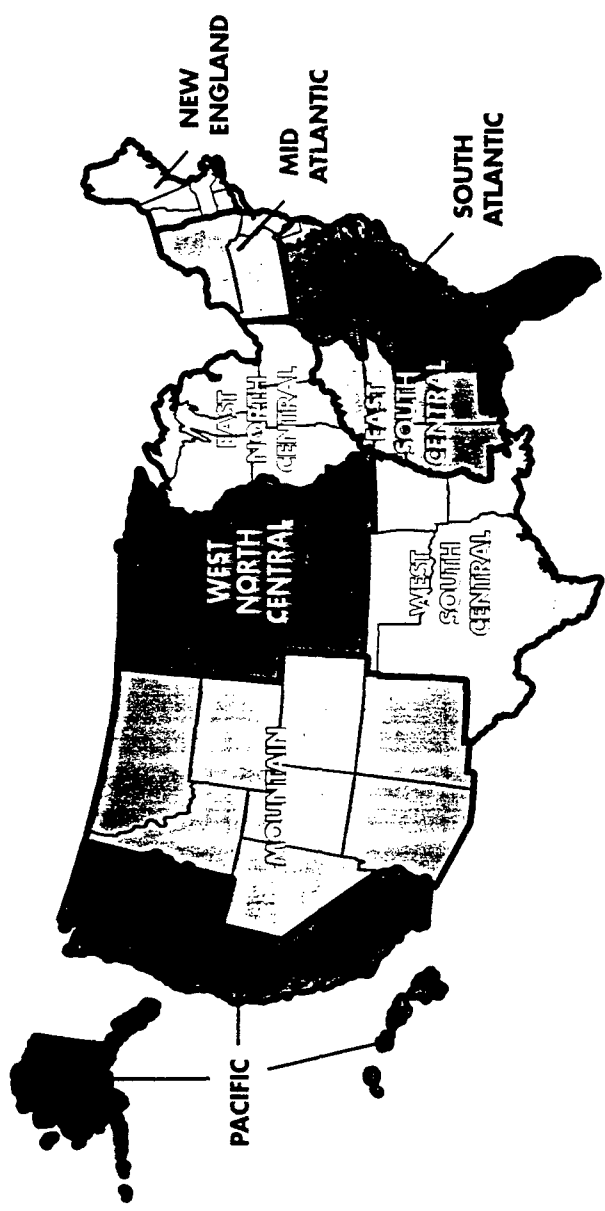 PACIFIC
MOUNTAIN
WEST
NORTH
CENTRAL
WEST
SOUTH
CENTRAL
EAST
NORTH
CENTRAL
EAST
SOUTH
CENTRAL
NEW
ENGLAND
MID
ATLANTIC
SOUTH
ATLANTIC